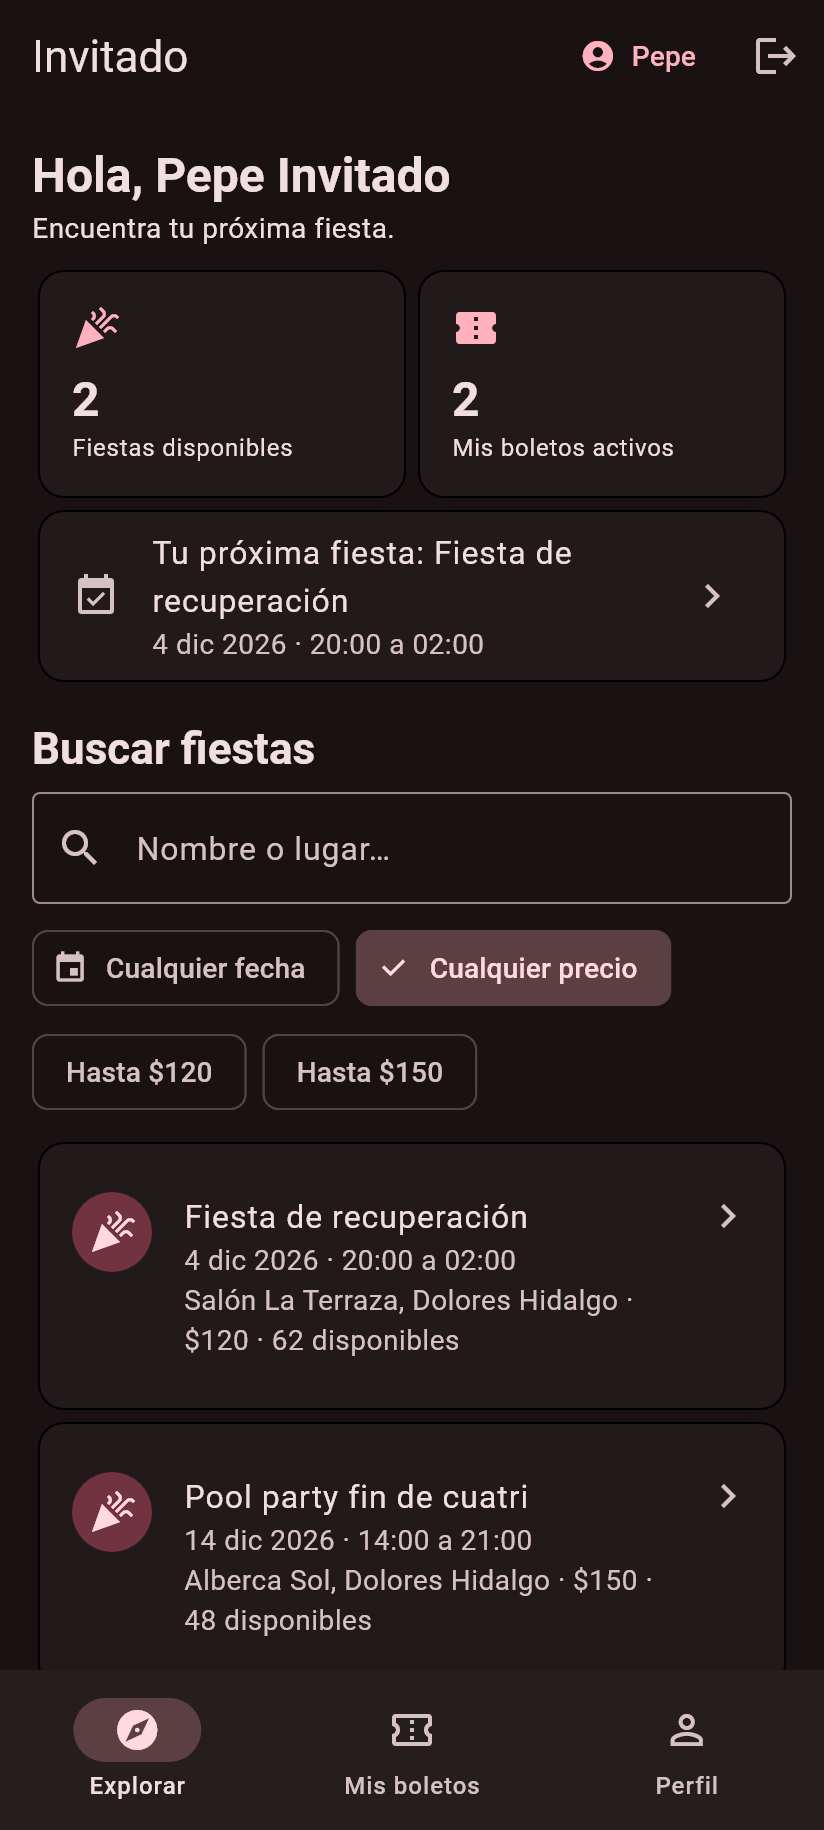 Invitado
Pepe
Hola, Pepe Invitado
Encuentra tu próxima fiesta.
2
Fiestas disponibles
2
Mis boletos activos
Tu próxima fiesta: Fiesta de
recuperación
4 dic 2026 · 20:00 a 02:00
Buscar fiestas
Nombre o lugar…
Cualquier fecha
Cualquier precio
Hasta $120
Hasta $150
Fiesta de recuperación
4 dic 2026 · 20:00 a 02:00
Salón La Terraza, Dolores Hidalgo ·
$120 · 62 disponibles
Pool party fin de cuatri
14 dic 2026 · 14:00 a 21:00
Alberca Sol, Dolores Hidalgo · $150 ·
48 disponibles
Explorar
Mis boletos
Perfil